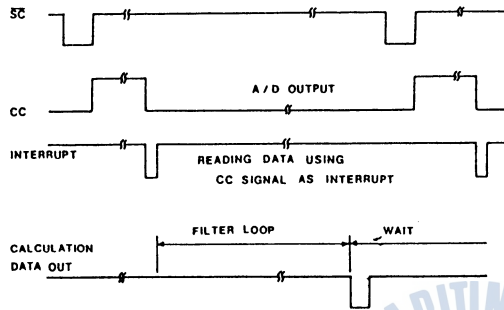 SC
A/D OUTPUT
CC
INTERRUPT
READING DATA USING
CC SIGNAL AS INTERRUPT
FILTER LOOP
WAIT
CALCULATION
DATA OUT